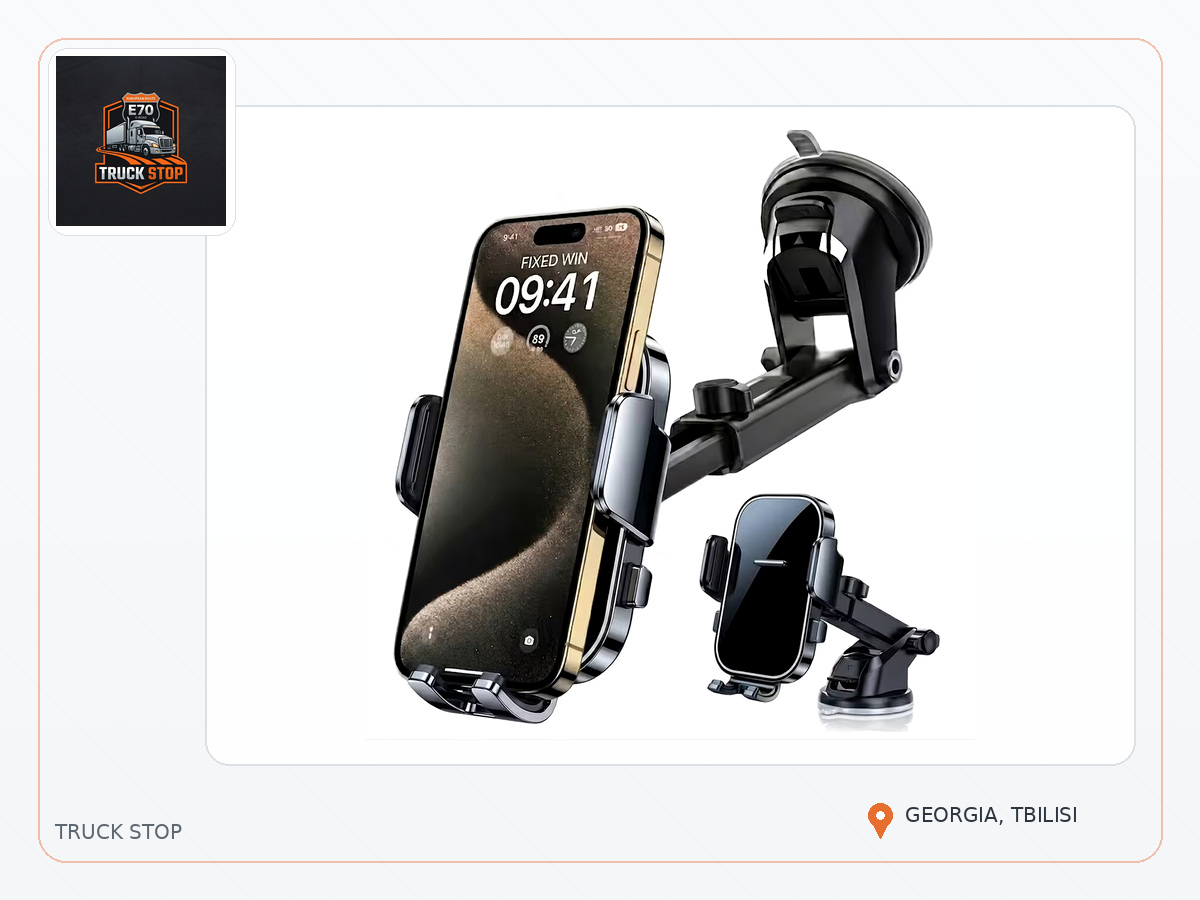 E70
TRUCK STOP
9:41
FIXED WIN
09:41
89
TRUCK STOP
GEORGIA, TBILISI